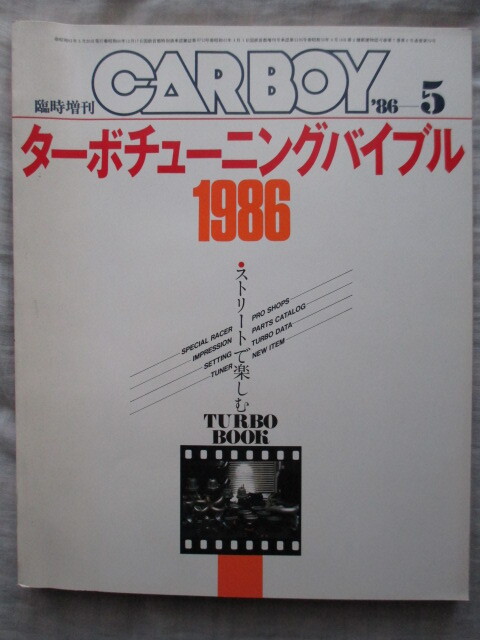 CARBOY
臨時増刊
'86—5
ターボチューニングバイブル
1986
•ストリートで楽しむ
SPECIAL RACER
IMPRESSION
SETTING
TUNER
PRO SHOPS
PARTS CATALOG
TURBO DATA
NEW ITEM
TURBO
BOOK